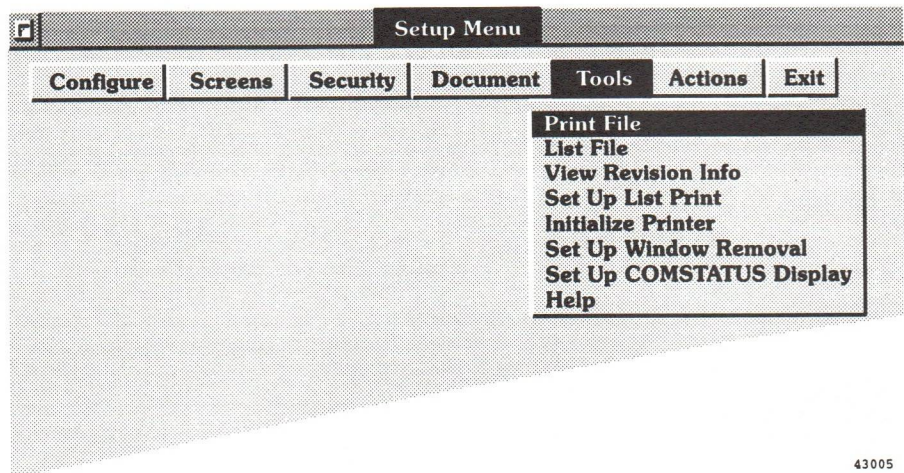 Setup Menu
Configure Screens Security Document Tools Actions Exit
Print File
List File
View Revision Info
Set Up List Print
Initialize Printer
Set Up Window Removal
Set Up COMSTATUS Display
Help
43005